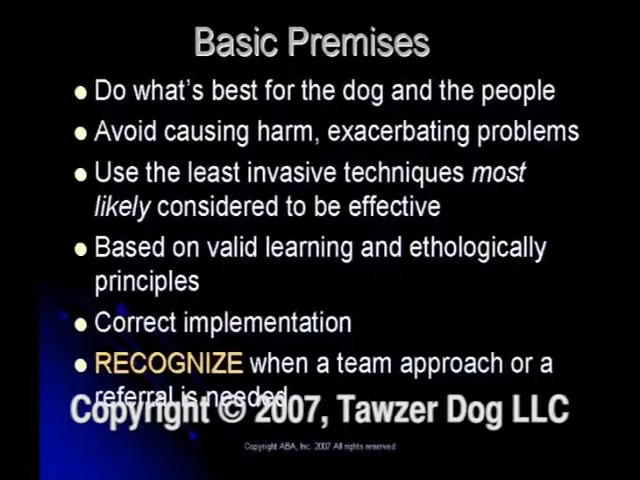 Basic Premises
Do what's best for the dog and the people
Avoid causing harm, exacerbating problems
Use the least invasive techniques most
likely considered to be effective
Based on valid learning and ethologically
principles
Correct implementation
RECOGNIZE when a team approach or a
referral is needed
Copyright © 2007, Tawzer Dog LLC
Copyright ABA, Inc. 2007 All rights reserved